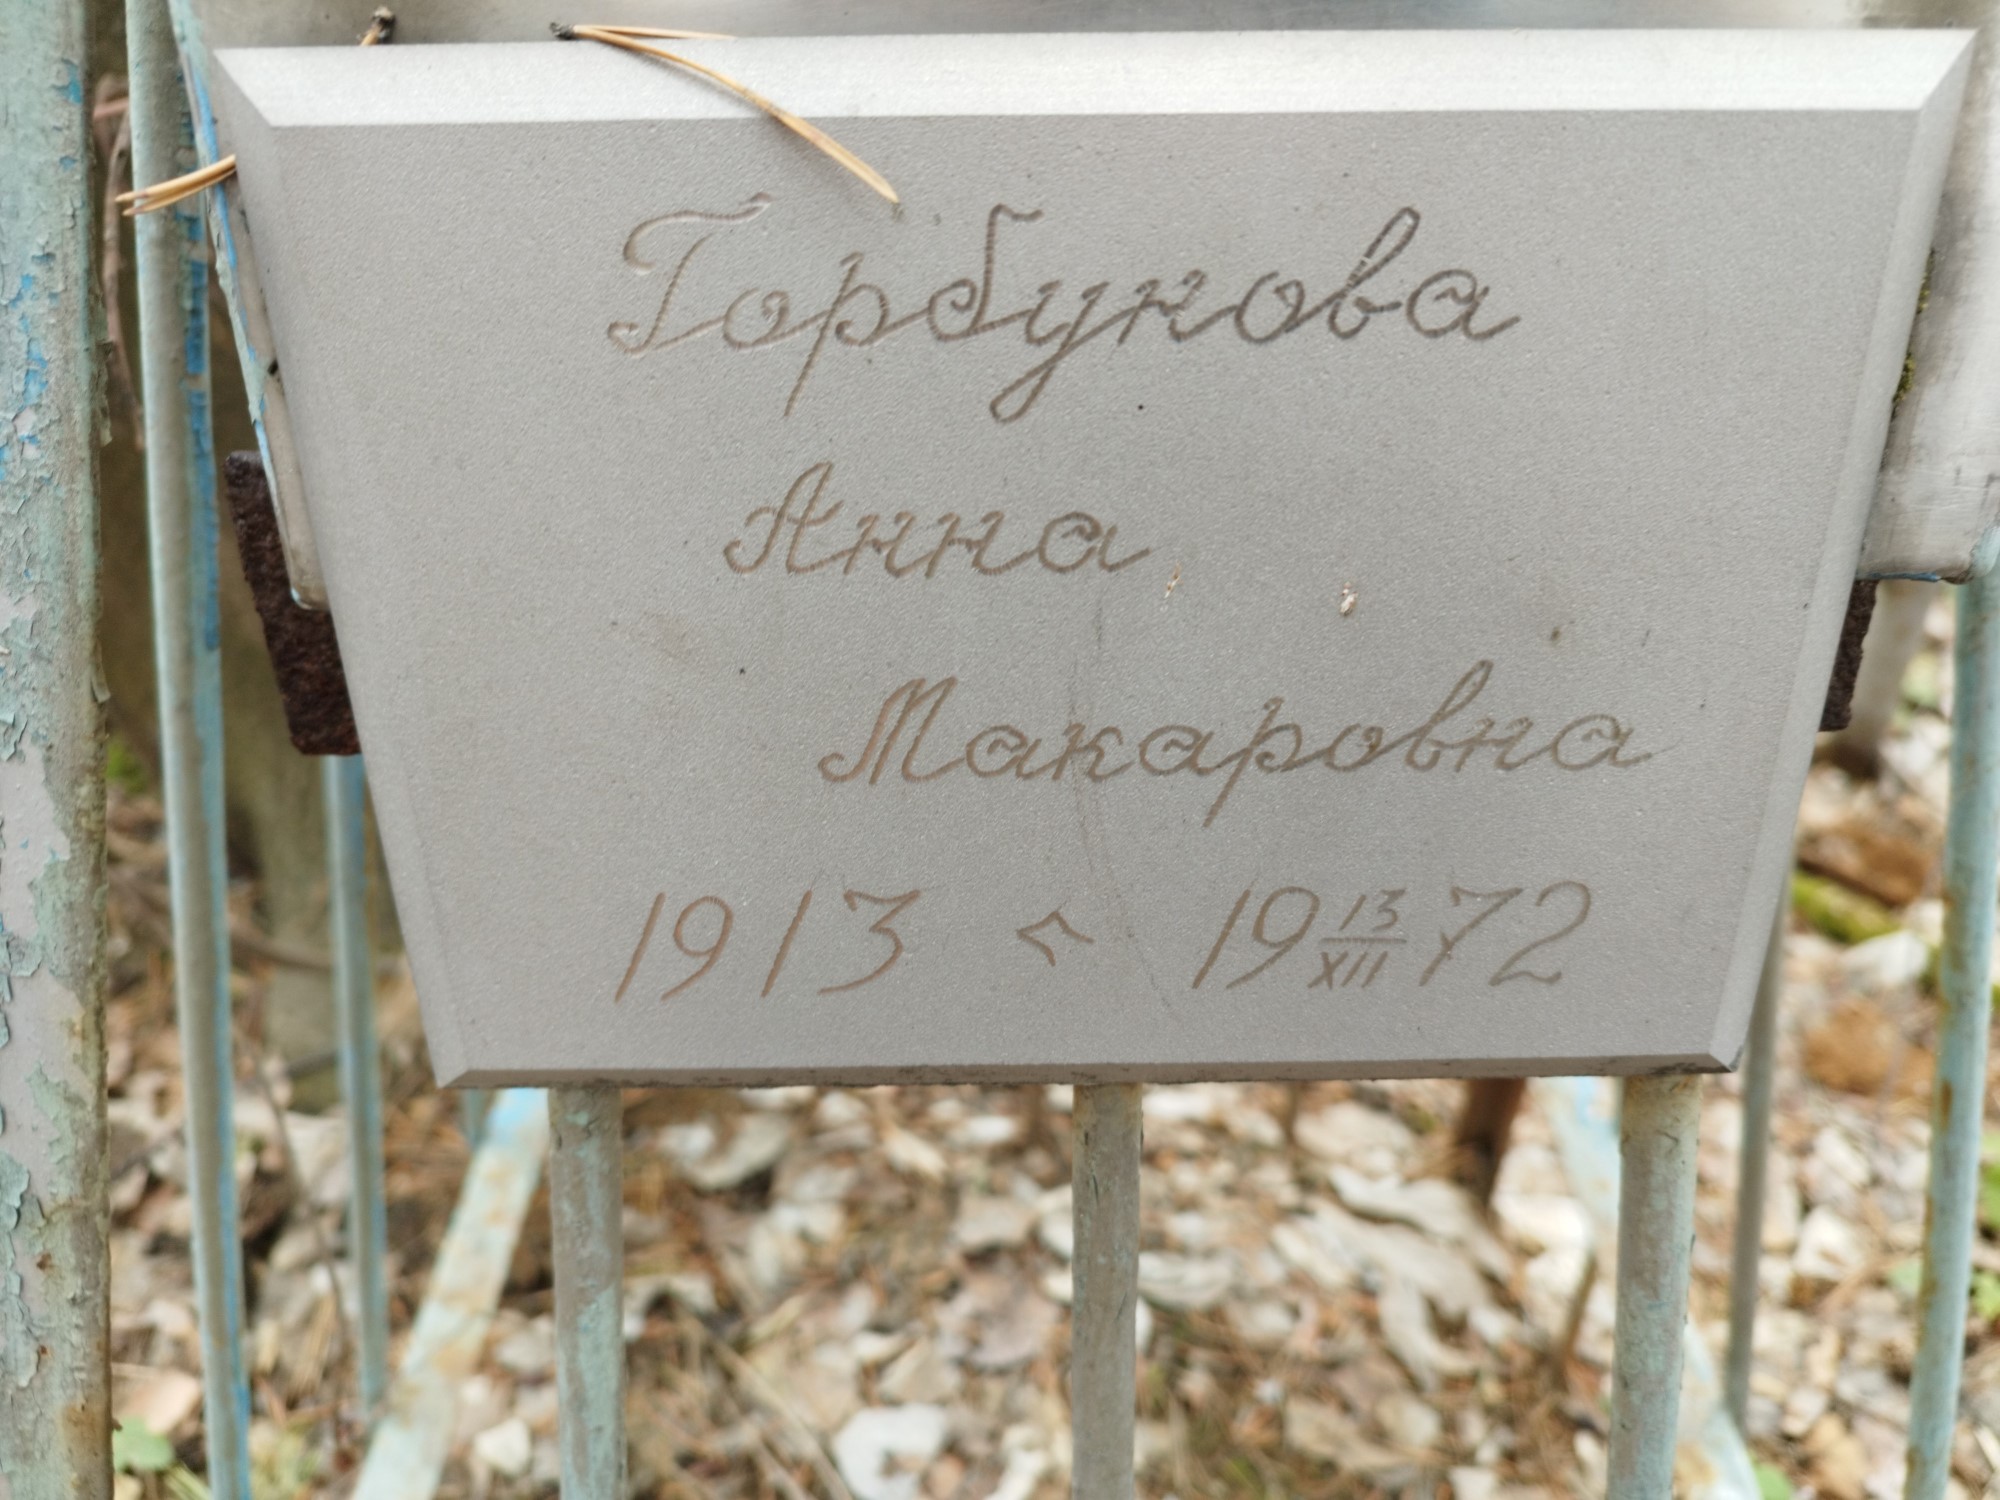 Горбунова
Анна
Макаровна
1913 - 19 13/XII 72